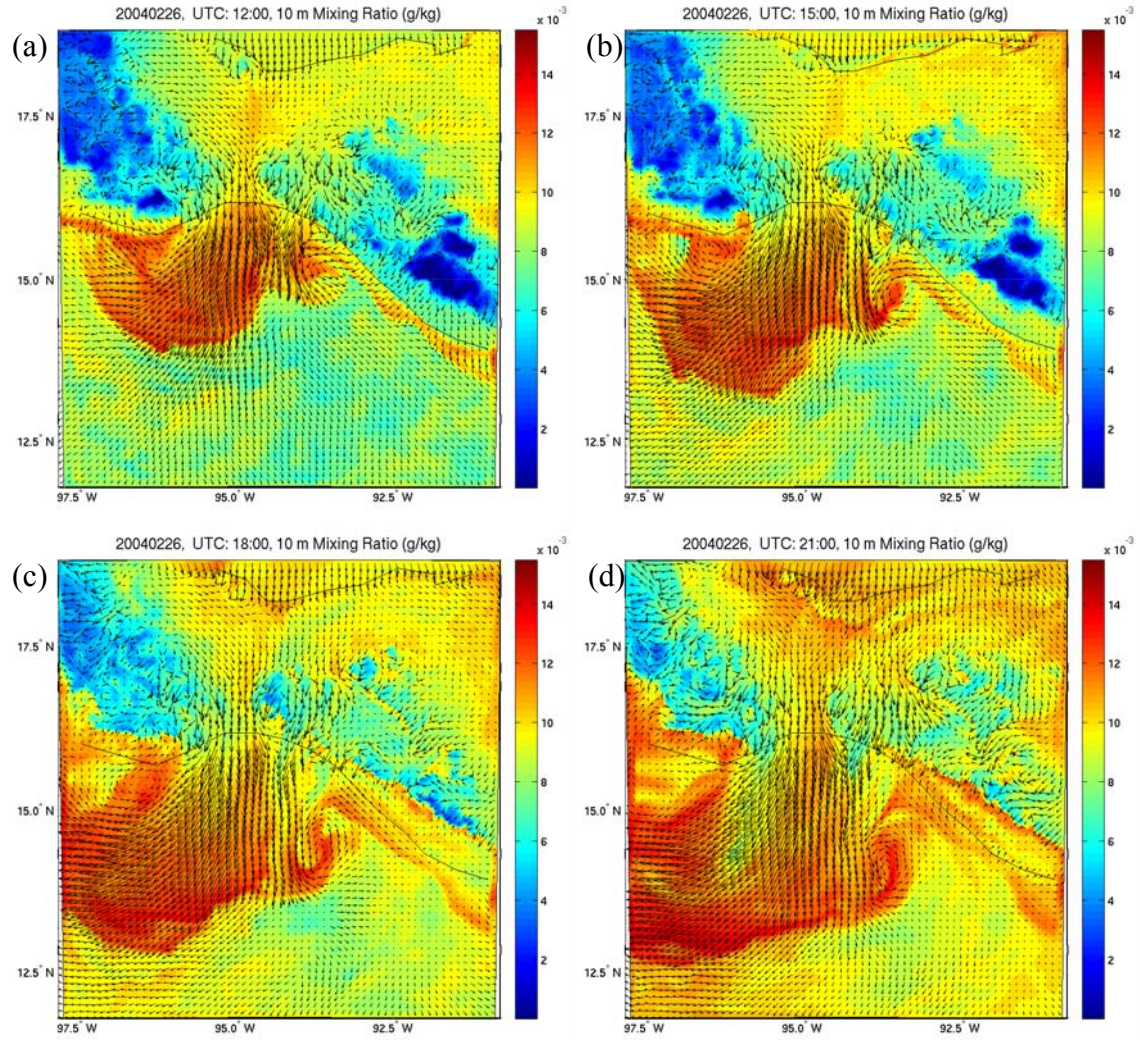 20040226, UTC: 12:00, 10 m Mixing Ratio (g/kg)
x 10⁻³
(a)
17.5° N
15.0° N
12.5° N
97.5° W
95.0° W
92.5° W
14
12
10
8
6
4
2
20040226, UTC: 15:00, 10 m Mixing Ratio (g/kg)
x 10⁻³
(b)
17.5° N
15.0° N
12.5° N
97.5° W
95.0° W
92.5° W
14
12
10
8
6
4
2
20040226, UTC: 18:00, 10 m Mixing Ratio (g/kg)
x 10⁻³
(c)
17.5° N
15.0° N
12.5° N
97.5° W
95.0° W
92.5° W
14
12
10
8
6
4
2
20040226, UTC: 21:00, 10 m Mixing Ratio (g/kg)
x 10⁻³
(d)
17.5° N
15.0° N
12.5° N
97.5° W
95.0° W
92.5° W
14
12
10
8
6
4
2